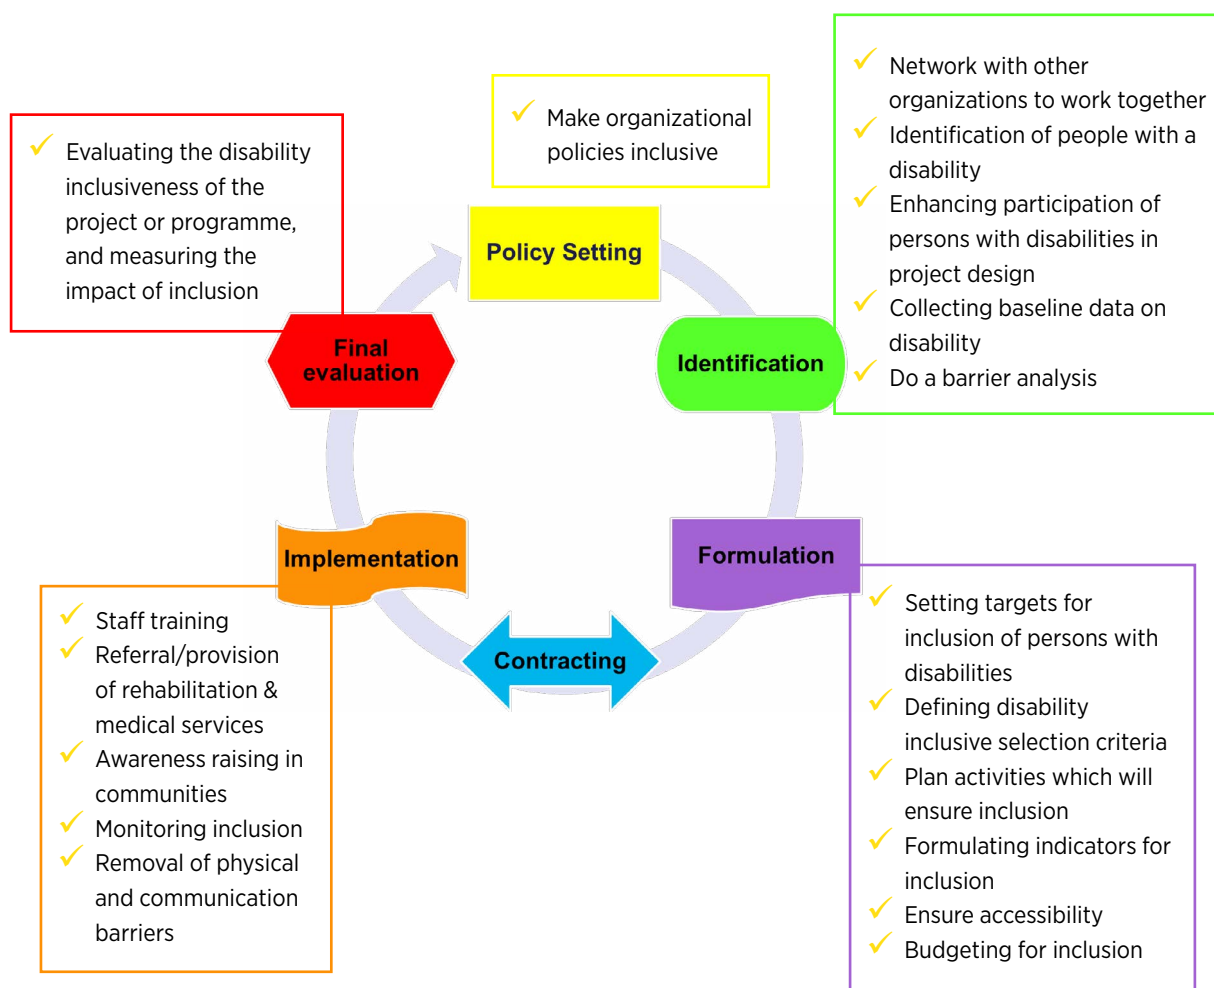 Make organizational
policies inclusive
Policy Setting
Network with other
organizations to work together
Identification of people with a
disability
Enhancing participation of
persons with disabilities in
project design
Collecting baseline data on
disability
Do a barrier analysis
Identification
Formulation
Setting targets for
inclusion of persons with
disabilities
Defining disability
inclusive selection criteria
Plan activities which will
ensure inclusion
Formulating indicators for
inclusion
Ensure accessibility
Budgeting for inclusion
Contracting
Implementation
Staff training
Referral/provision
of rehabilitation &
medical services
Awareness raising in
communities
Monitoring inclusion
Removal of physical
and communication
barriers
Final
evaluation
Evaluating the disability
inclusiveness of the
project or programme,
and measuring the
impact of inclusion